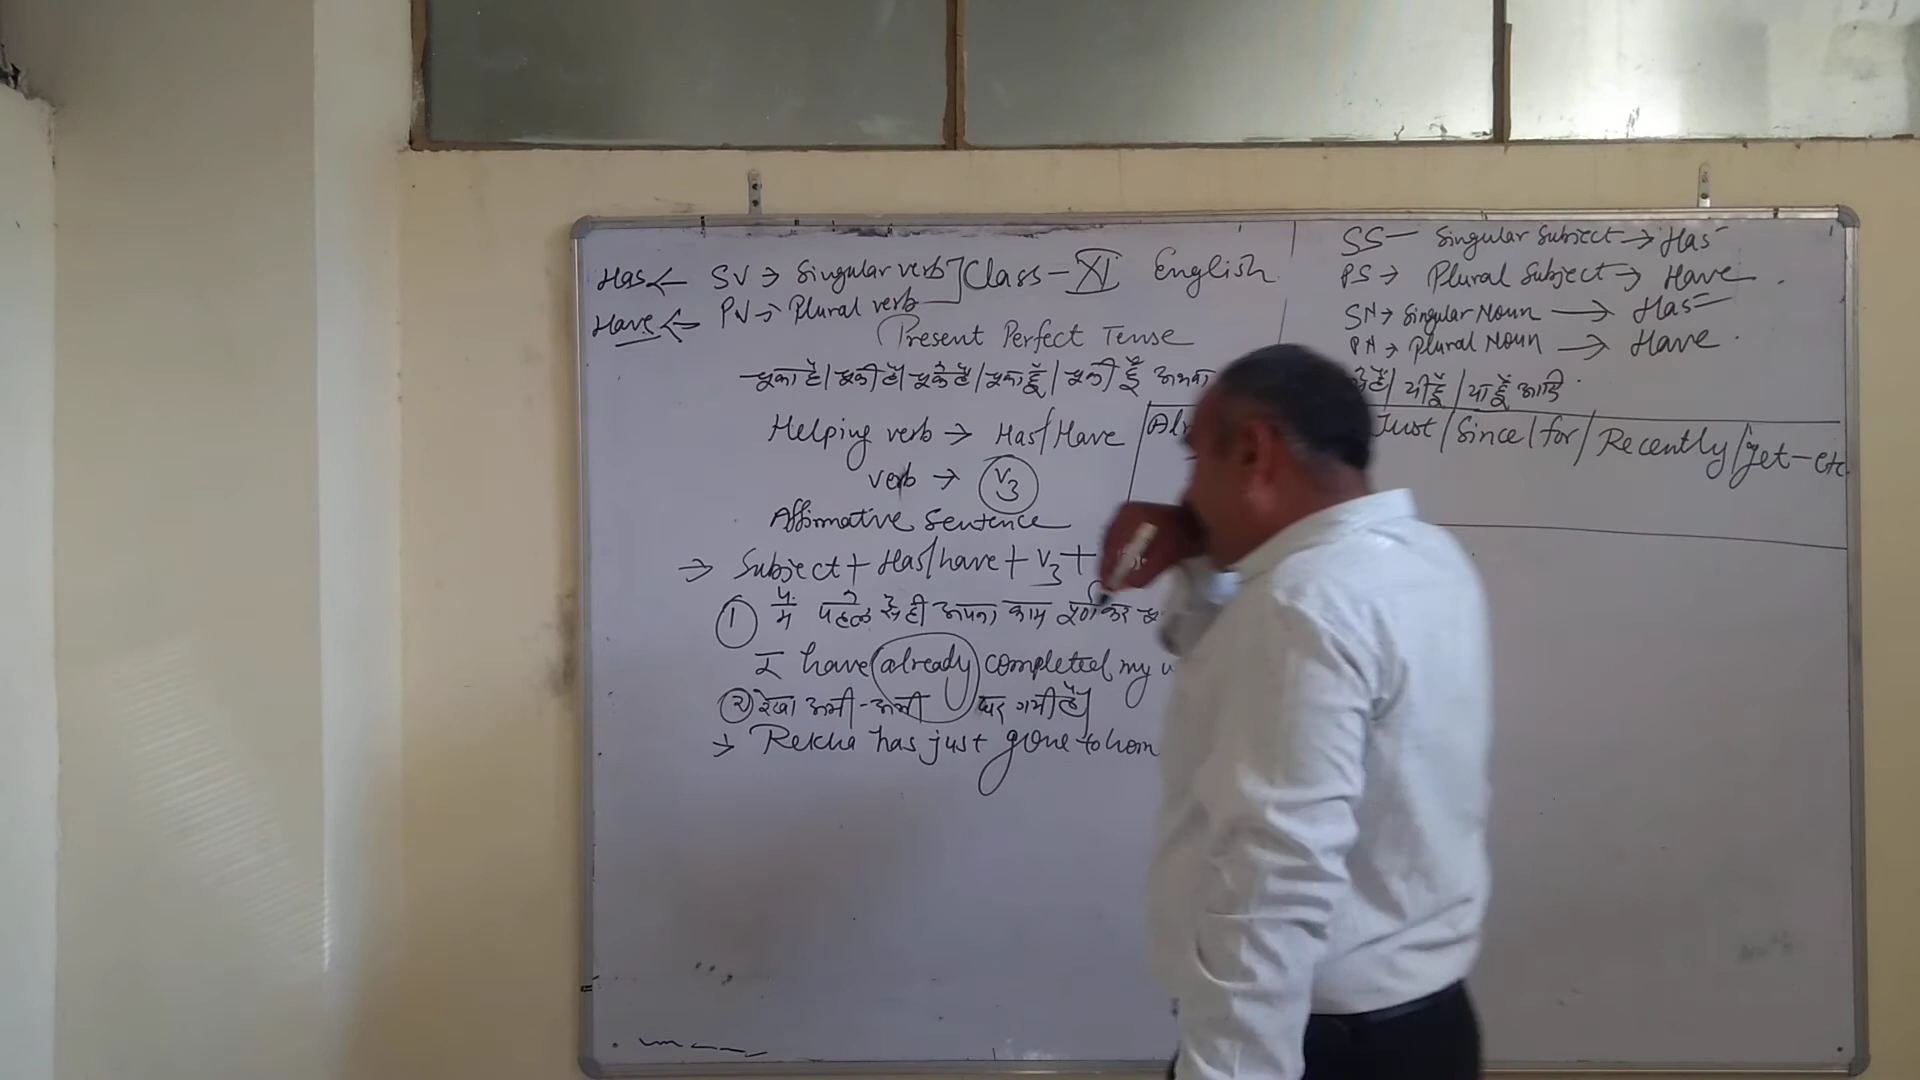 Has ← SV → Singular verb] Class - XI English
Have ← PV → Plural verb
Present Perfect Tense
चुका है / चुकी है / चुके हैं / चुका हूँ / चुकी हूँ अथवा
Helping verb → Has/Have
verb → V3
Affirmative Sentence
→ Subject + Has/have + V3 +
① मैं पहले से ही अपना काम पूर्ण कर
I have already completed my
② रेखा अभी-अभी घर गयी है|
→ Rekha has just gone to hom
SS — Singular Subject → Has
PS → Plural Subject → Have
SN → Singular Noun → Has
PN → Plural Noun → Have
यी हूँ / या हूँ आदि
Just / Since / for / Recently / yet - etc